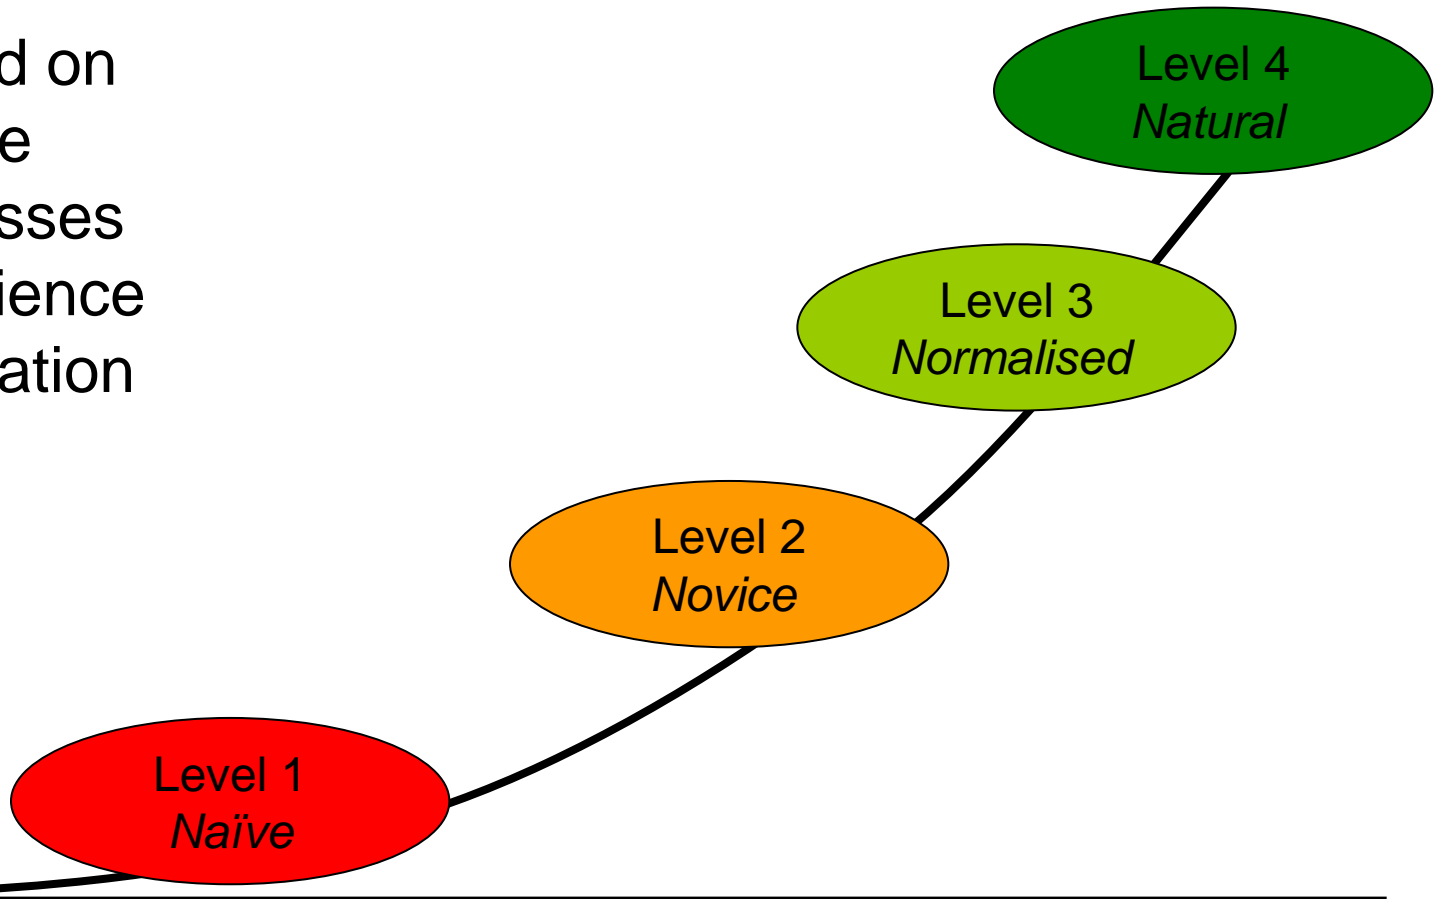 d on
e
sses
ience
ation
Level 4
Natural
Level 3
Normalised
Level 2
Novice
Level 1
Naïve